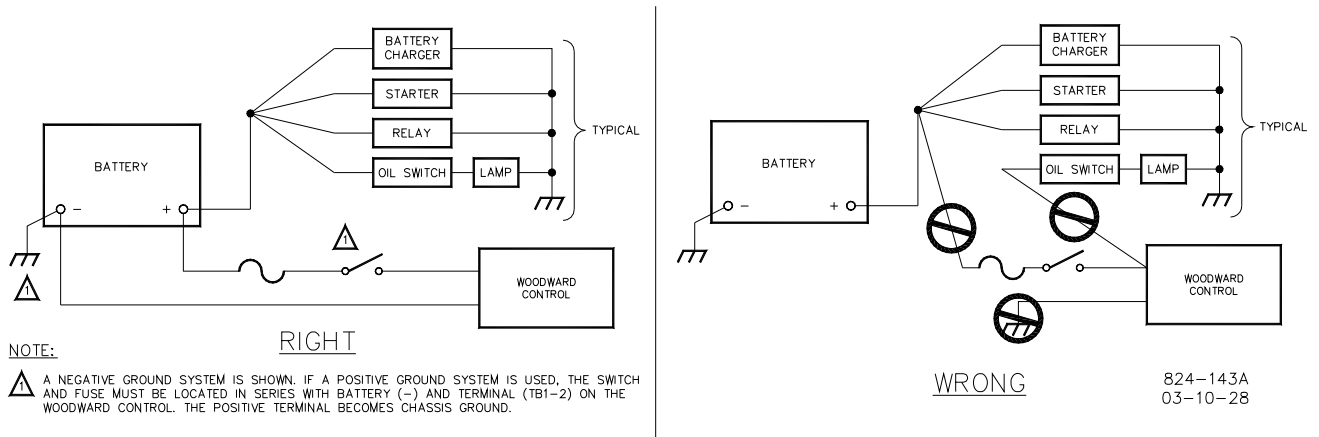 BATTERY
CHARGER
STARTER
RELAY
OIL SWITCH
LAMP
TYPICAL
BATTERY
- +
1
1
WOODWARD
CONTROL
RIGHT
NOTE:
1 A NEGATIVE GROUND SYSTEM IS SHOWN. IF A POSITIVE GROUND SYSTEM IS USED, THE SWITCH
AND FUSE MUST BE LOCATED IN SERIES WITH BATTERY (-) AND TERMINAL (TB1-2) ON THE
WOODWARD CONTROL. THE POSITIVE TERMINAL BECOMES CHASSIS GROUND.
BATTERY
CHARGER
STARTER
RELAY
OIL SWITCH
LAMP
TYPICAL
BATTERY
- +
WOODWARD
CONTROL
WRONG
824-143A
03-10-28